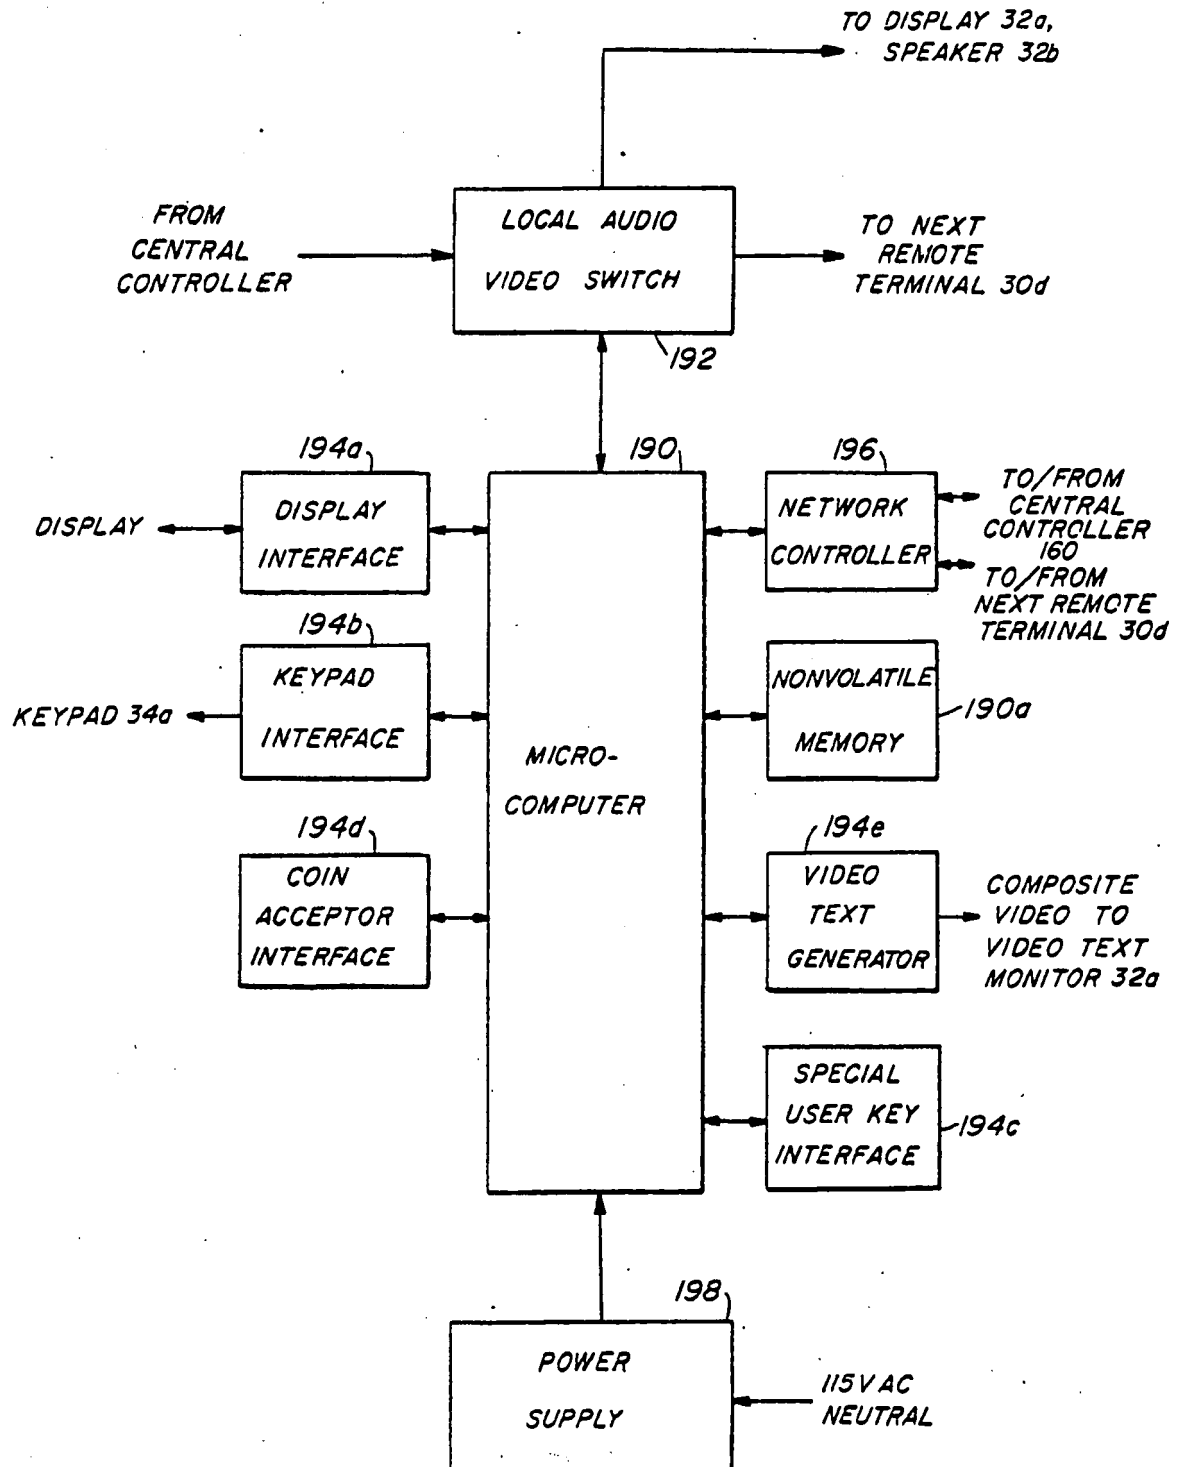 TO DISPLAY 32a,
SPEAKER 32b
FROM
CENTRAL
CONTROLLER
LOCAL AUDIO
VIDEO SWITCH
TO NEXT
REMOTE
TERMINAL 30d
192
194a
190
196
DISPLAY
DISPLAY
INTERFACE
NETWORK
CONTROLLER
TO/FROM
CENTRAL
CONTROLLER
160
TO/FROM
NEXT REMOTE
TERMINAL 30d
194b
KEYPAD 34a
KEYPAD
INTERFACE
MICRO-
COMPUTER
NONVOLATILE
MEMORY
190a
194d
COIN
ACCEPTOR
INTERFACE
194e
VIDEO
TEXT
GENERATOR
COMPOSITE
VIDEO TO
VIDEO TEXT
MONITOR 32a
SPECIAL
USER KEY
INTERFACE
194c
198
POWER
SUPPLY
115VAC
NEUTRAL